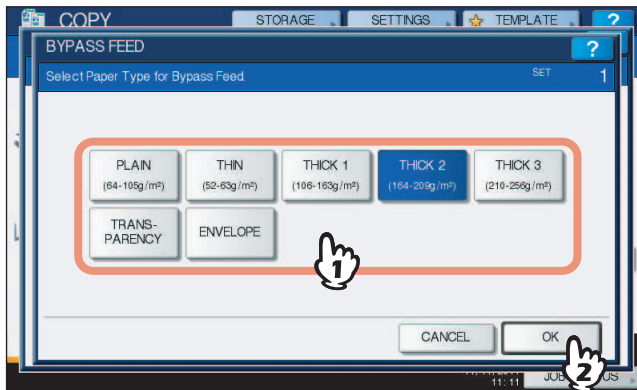 COPY
STORAGE
SETTINGS
TEMPLATE
?
BYPASS FEED
?
Select Paper Type for Bypass Feed.
SET 1
PLAIN
(64-105g/m²)
THIN
(52-63g/m²)
THICK 1
(106-163g/m²)
THICK 2
(164-209g/m²)
THICK 3
(210-256g/m²)
TRANS-
PARENCY
ENVELOPE
1
CANCEL
OK
2
11:11